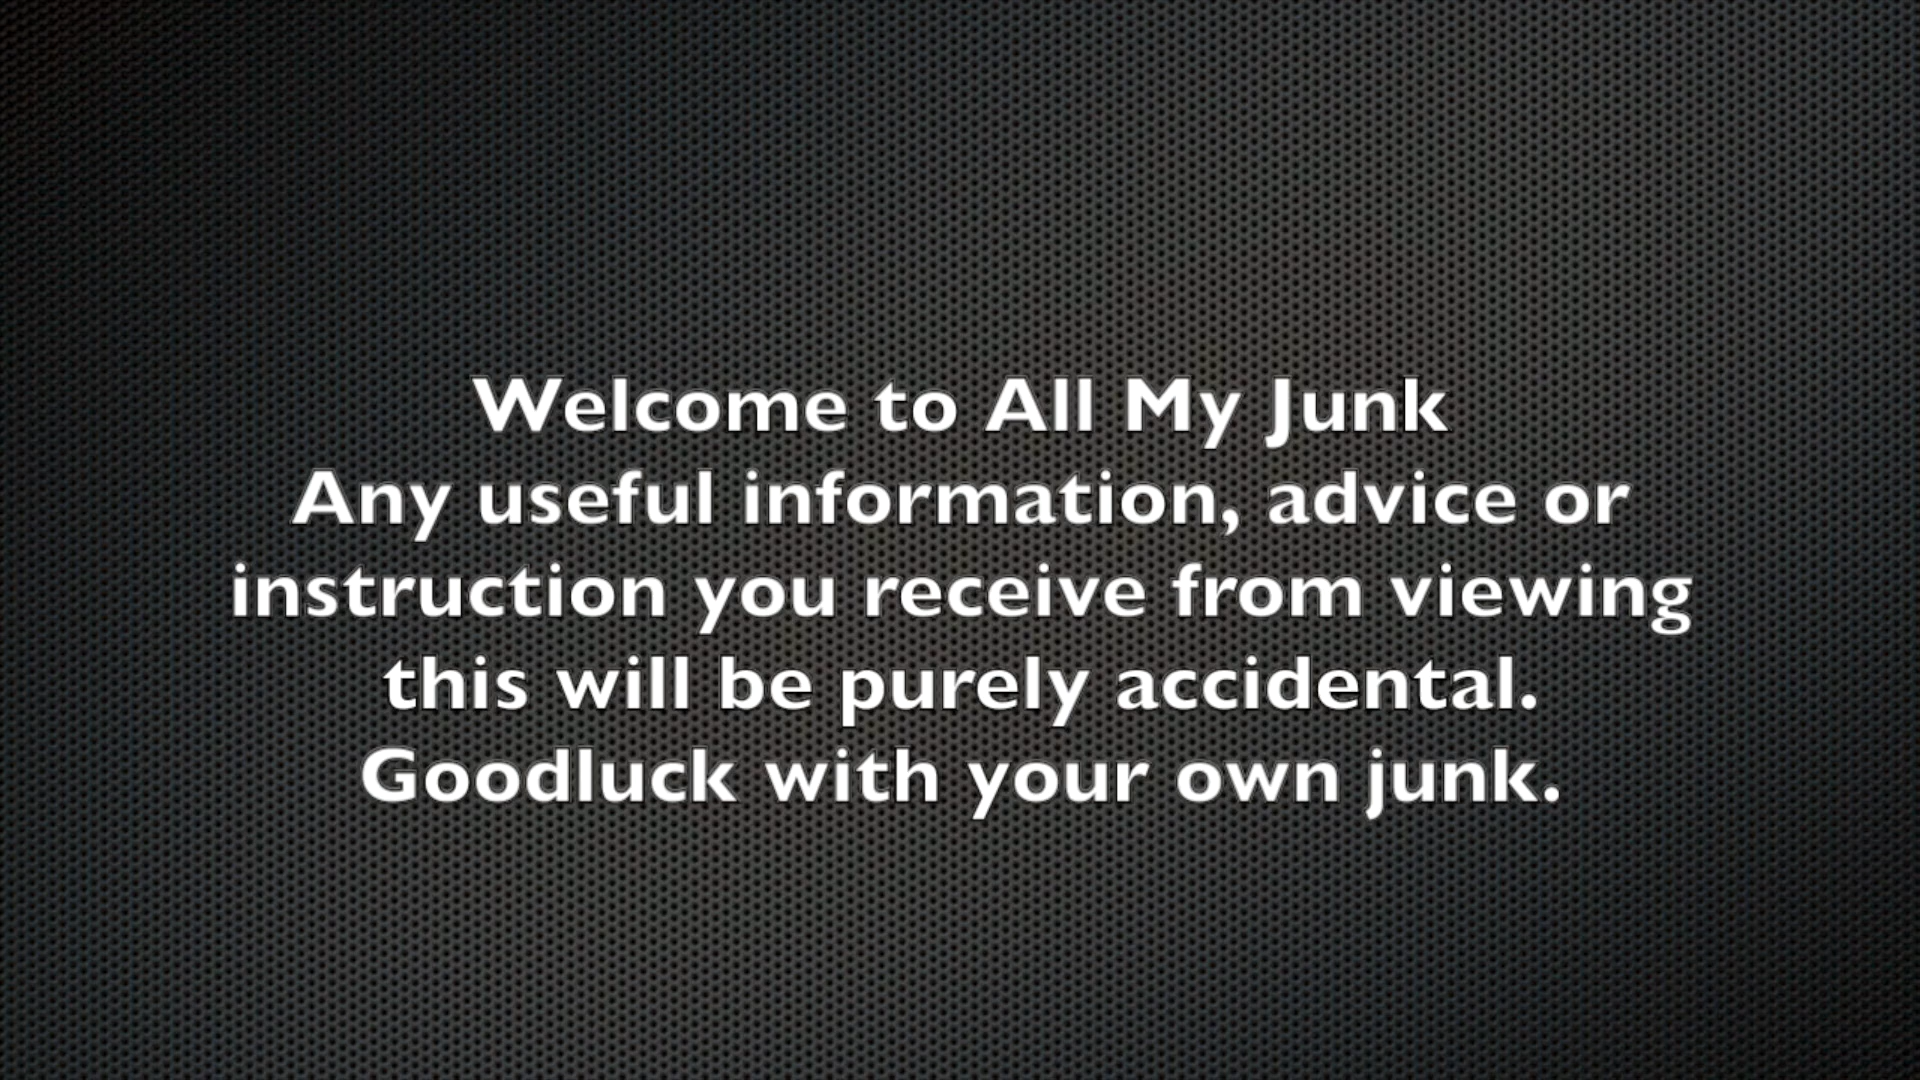 Welcome to All My Junk
Any useful information, advice or
instruction you receive from viewing
this will be purely accidental.
Goodluck with your own junk.